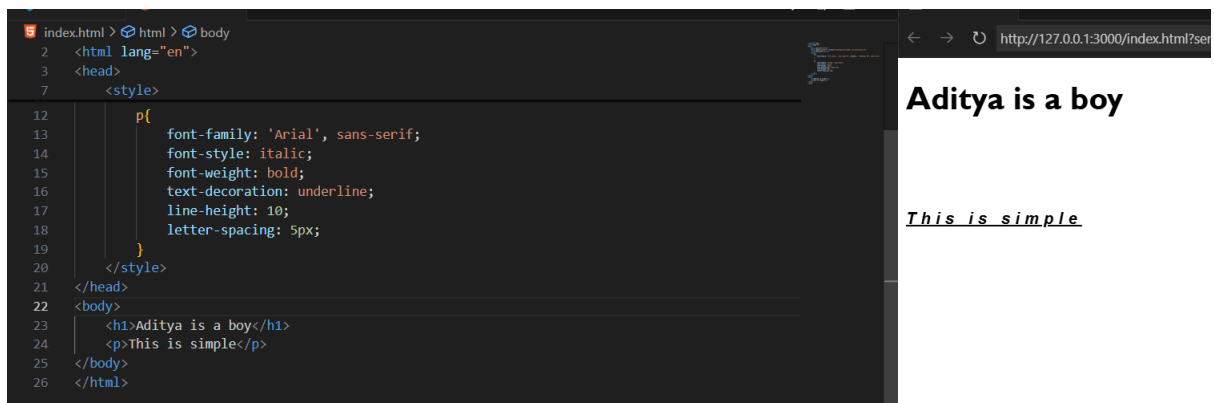 index.html > html > body
2 <html lang="en">
3 <head>
7 <style>
12 p{
13 font-family: 'Arial', sans-serif;
14 font-style: italic;
15 font-weight: bold;
16 text-decoration: underline;
17 line-height: 10;
18 letter-spacing: 5px;
19 }
20 </style>
21 </head>
22 <body>
23 <h1>Aditya is a boy</h1>
24 <p>This is simple</p>
25 </body>
26 </html>
http://127.0.0.1:3000/index.html?ser
Aditya is a boy
This is simple